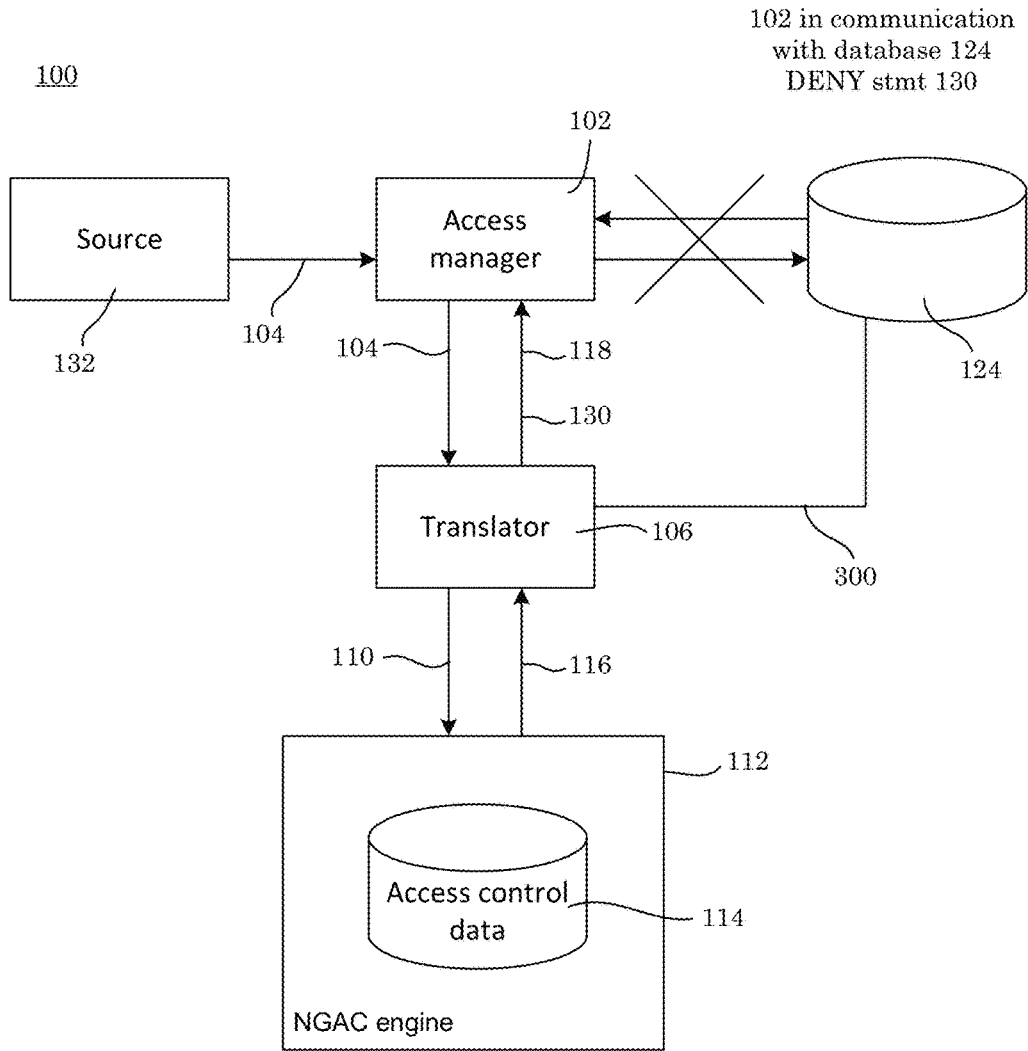 102 in communication
with database 124
DENY stmt 130
100
102
Source
Access
manager
104
132
124
104
118
130
Translator
106
300
110
116
112
Access control
data
114
NGAC engine